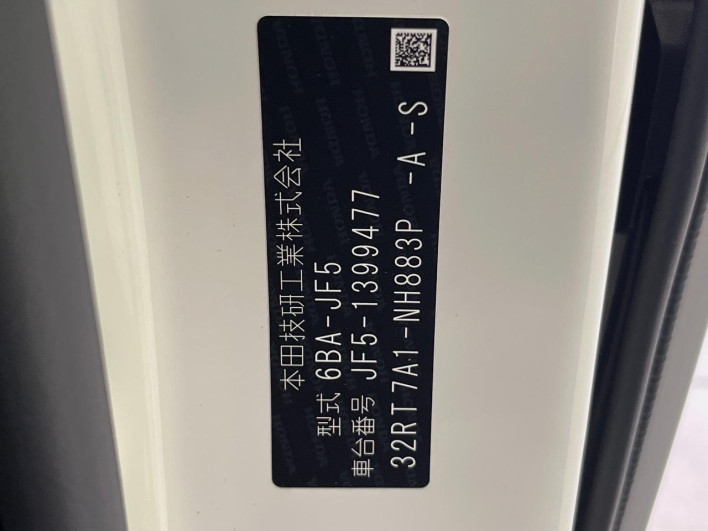 本田技研工業株式会社
型式 6BA-JF5
車台番号 JF5-1399477
32RT7A1-NH883P -A -S